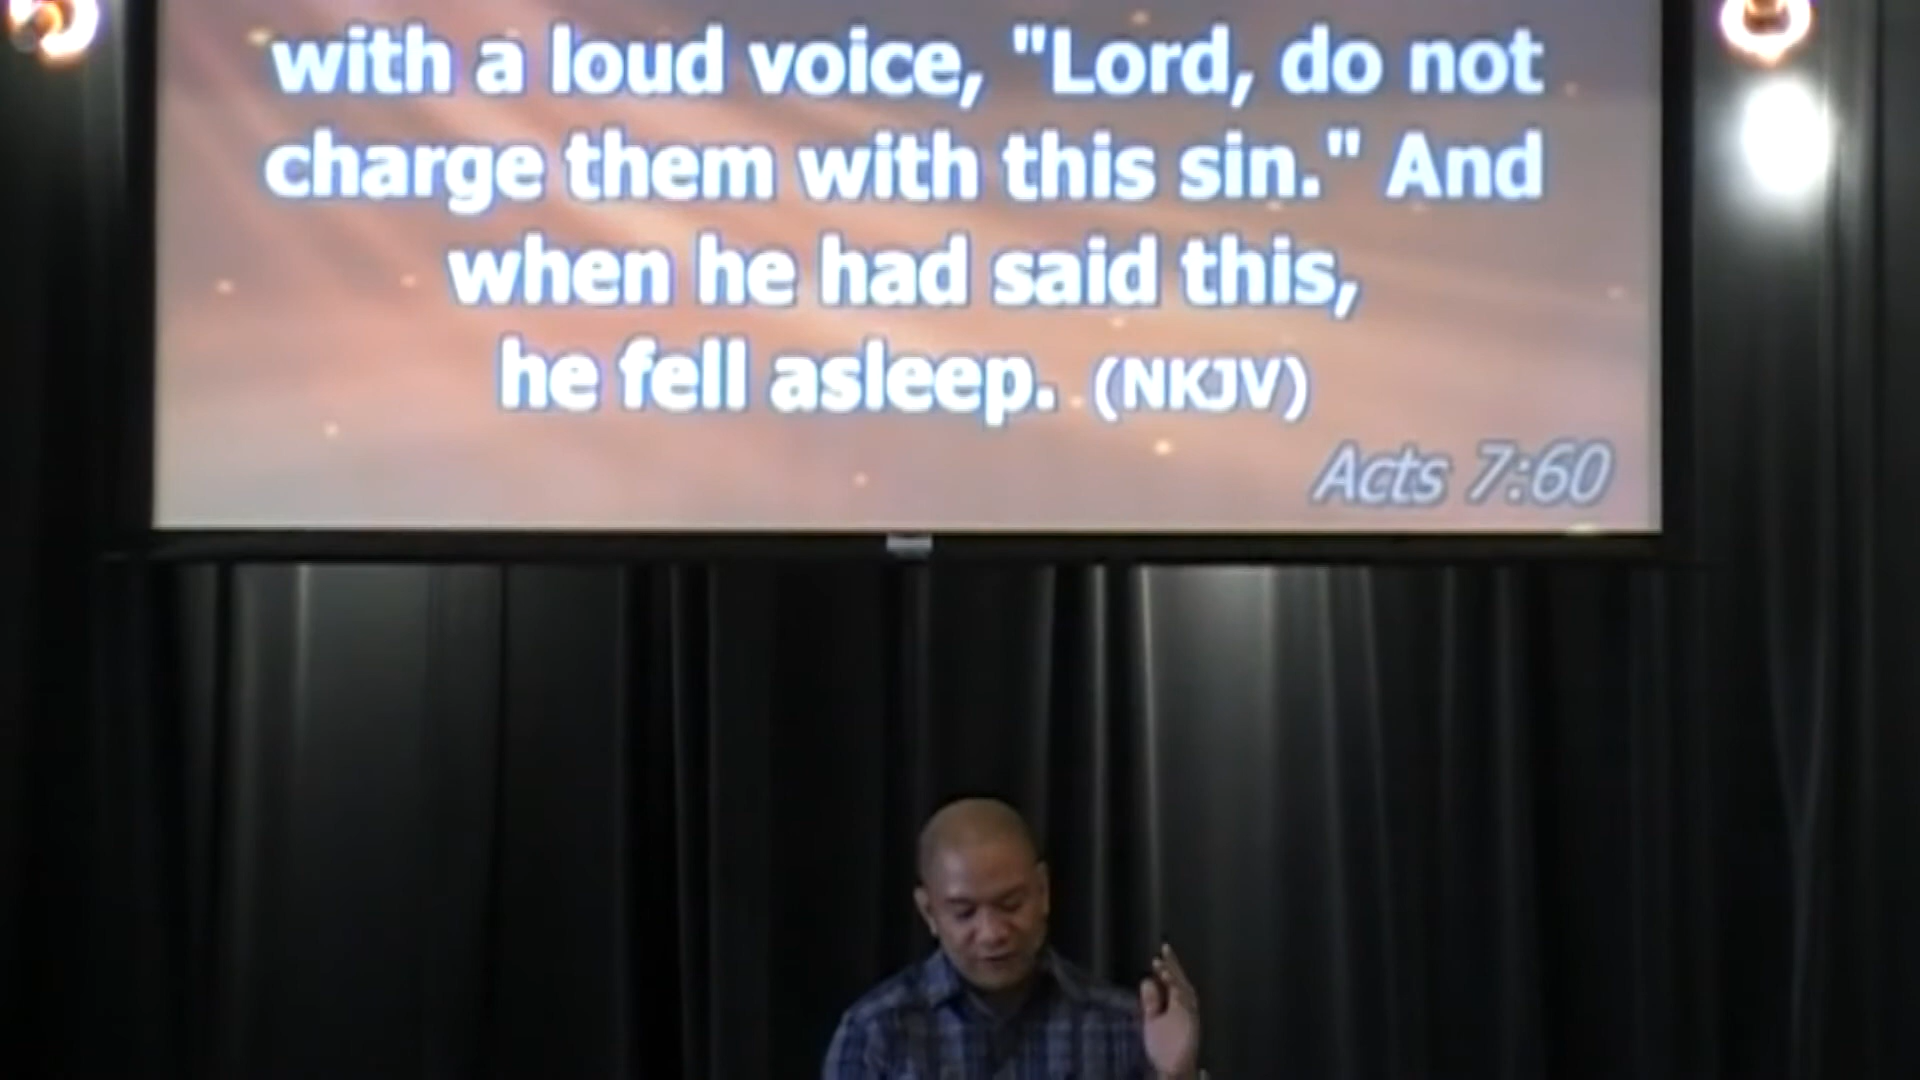 with a loud voice, "Lord, do not
charge them with this sin." And
when he had said this,
he fell asleep. (NKJV)
Acts 7:60